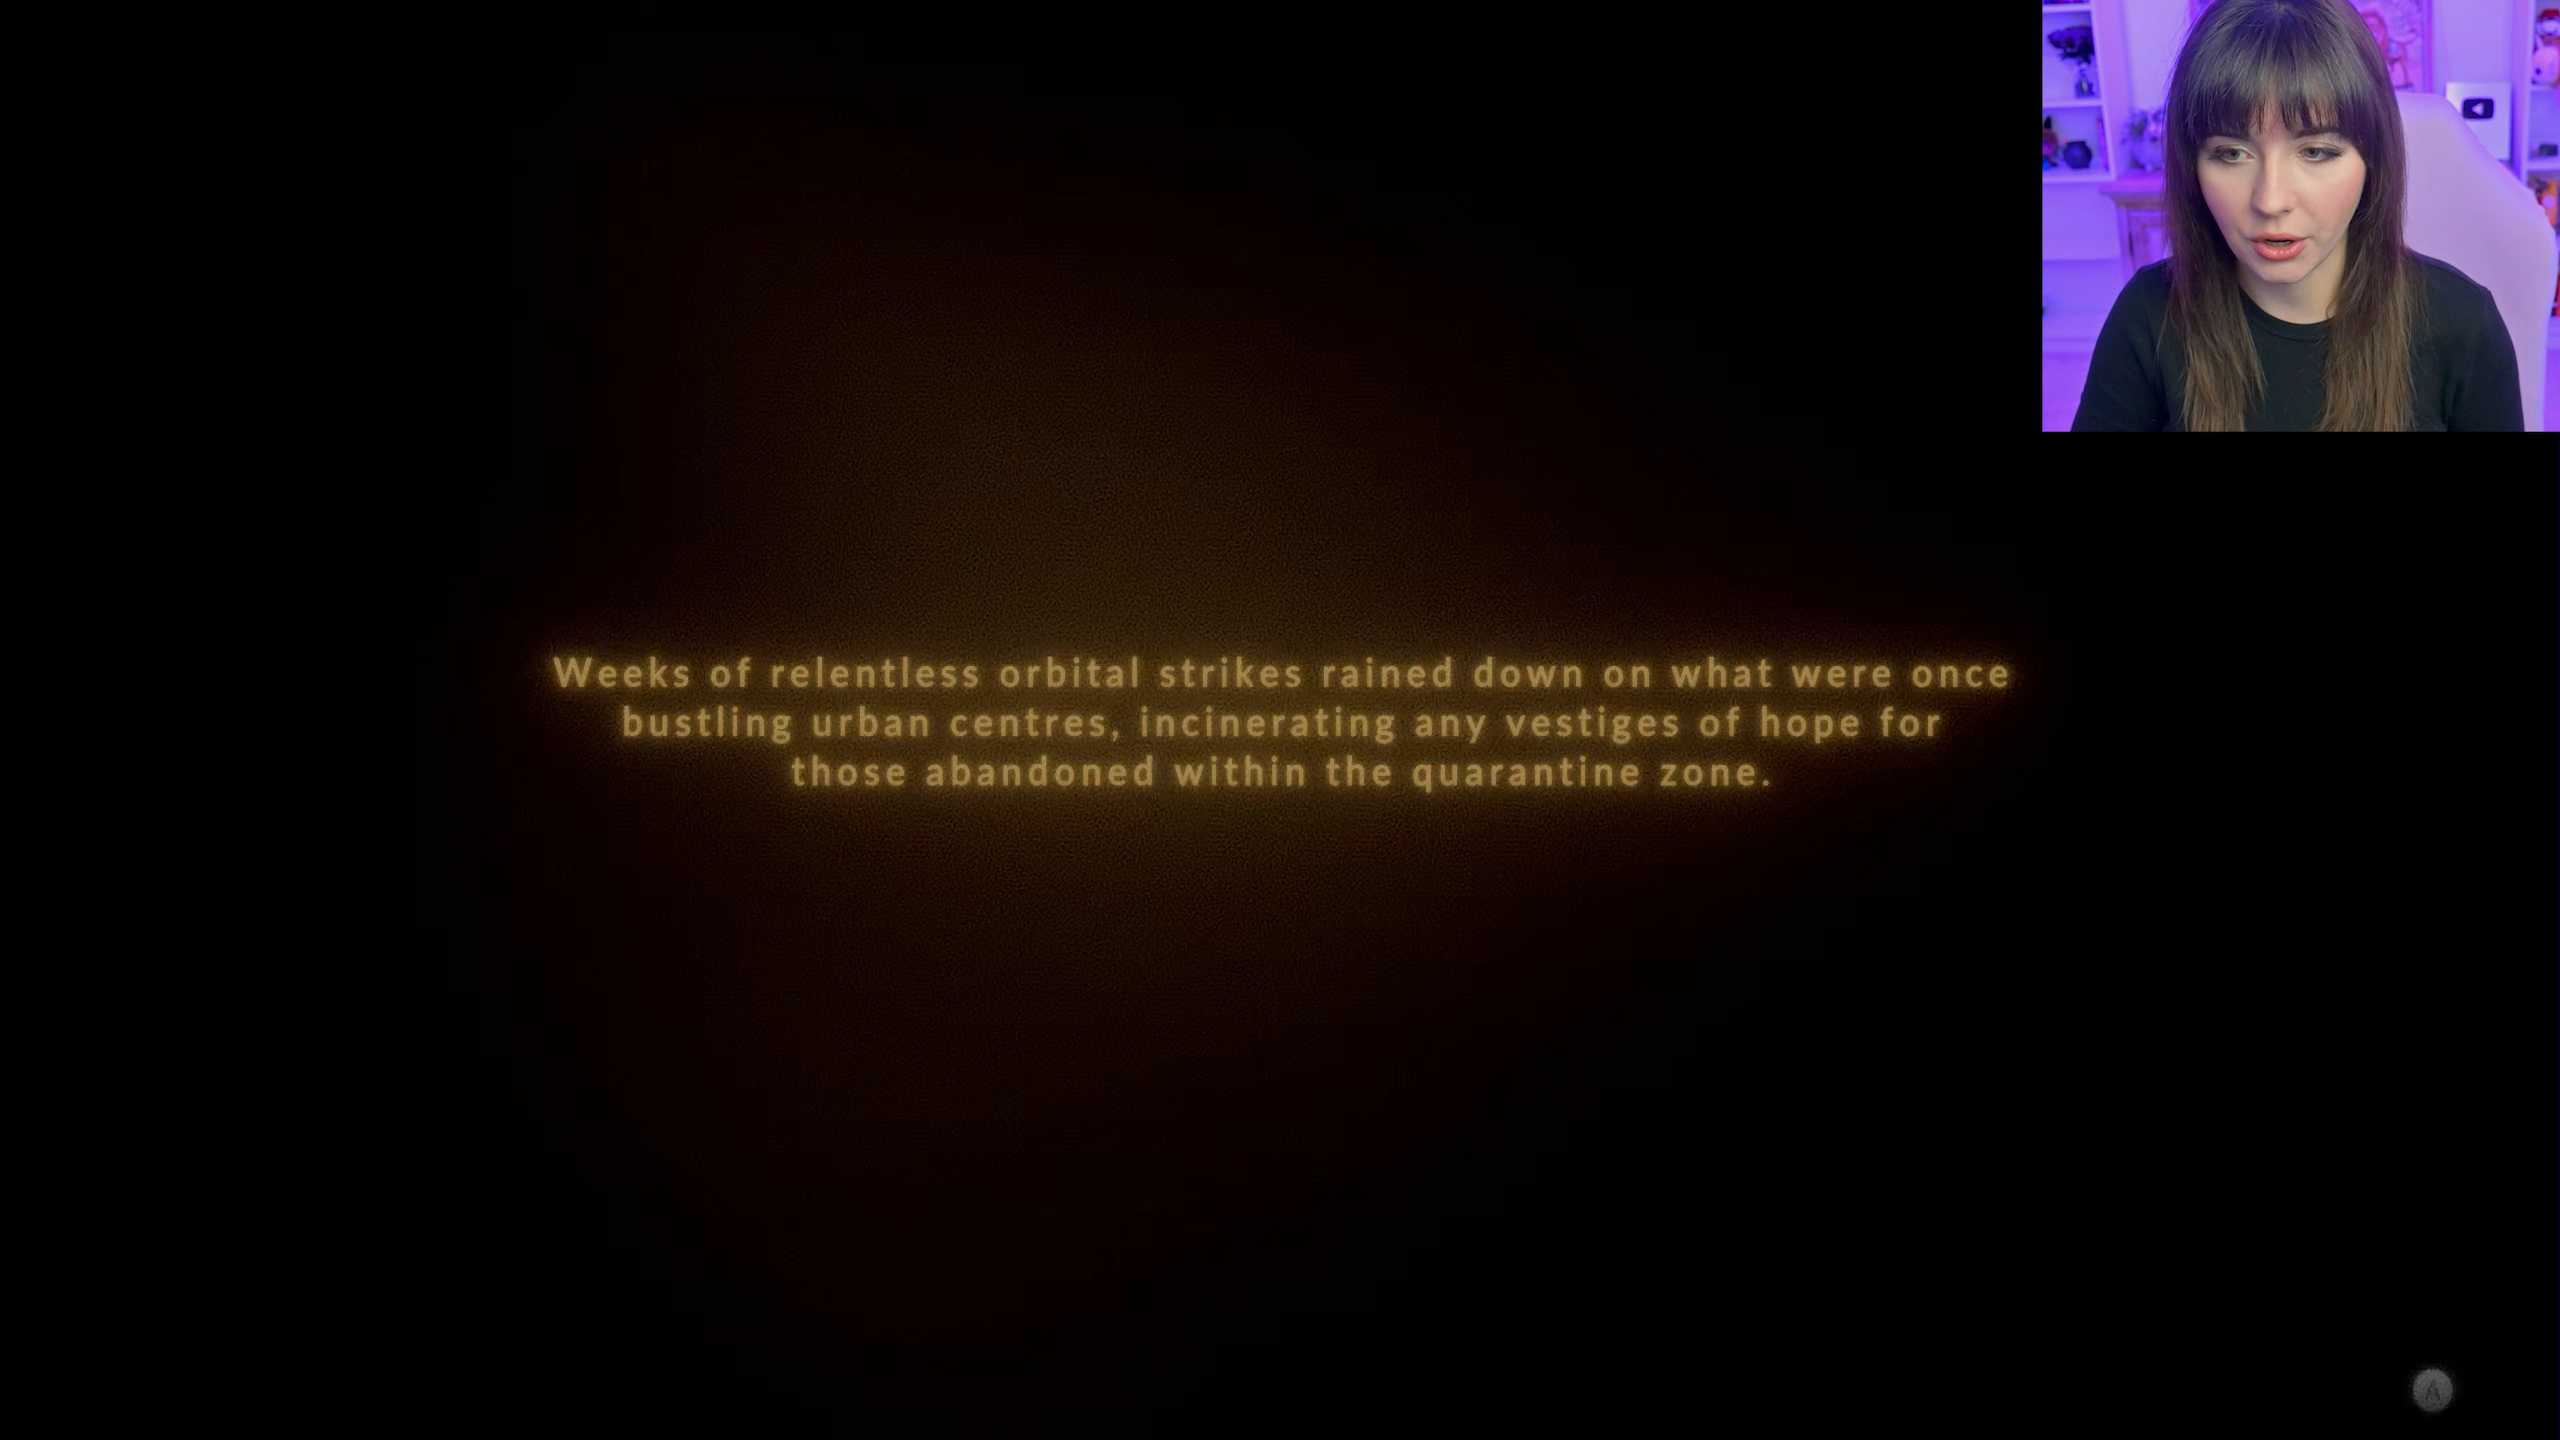 Weeks of relentless orbital strikes rained down on what were once
bustling urban centres, incinerating any vestiges of hope for
those abandoned within the quarantine zone.
A